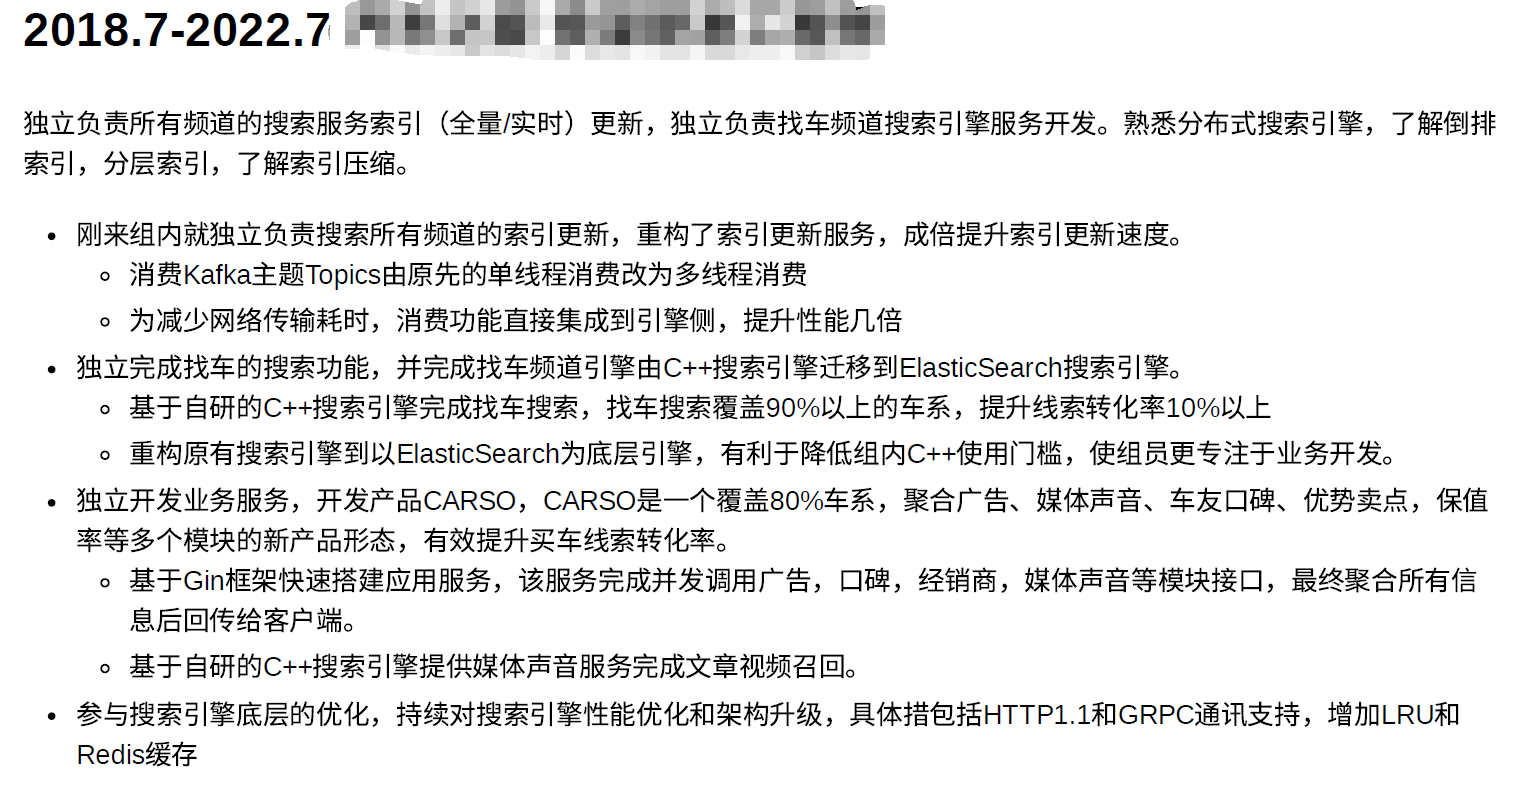 2018.7-2022.7
独立负责所有频道的搜索服务索引（全量/实时）更新，独立负责找车频道搜索引擎服务开发。熟悉分布式搜索引擎，了解倒排
索引，分层索引，了解索引压缩。
• 刚来组内就独立负责搜索所有频道的索引更新，重构了索引更新服务，成倍提升索引更新速度。
◦ 消费Kafka主题Topics由原先的单线程消费改为多线程消费
◦ 为减少网络传输耗时，消费功能直接集成到引擎侧，提升性能几倍
• 独立完成找车的搜索功能，并完成找车频道引擎由C++搜索引擎迁移到ElasticSearch搜索引擎。
◦ 基于自研的C++搜索引擎完成找车搜索，找车搜索覆盖90%以上的车系，提升线索转化率10%以上
◦ 重构原有搜索引擎到以ElasticSearch为底层引擎，有利于降低组内C++使用门槛，使组员更专注于业务开发。
• 独立开发业务服务，开发产品CARSO，CARSO是一个覆盖80%车系，聚合广告、媒体声音、车友口碑、优势卖点，保值
率等多个模块的新产品形态，有效提升买车线索转化率。
◦ 基于Gin框架快速搭建应用服务，该服务完成并发调用广告，口碑，经销商，媒体声音等模块接口，最终聚合所有信
息后回传给客户端。
◦ 基于自研的C++搜索引擎提供媒体声音服务完成文章视频召回。
• 参与搜索引擎底层的优化，持续对搜索引擎性能优化和架构升级，具体措包括HTTP1.1和GRPC通讯支持，增加LRU和
Redis缓存